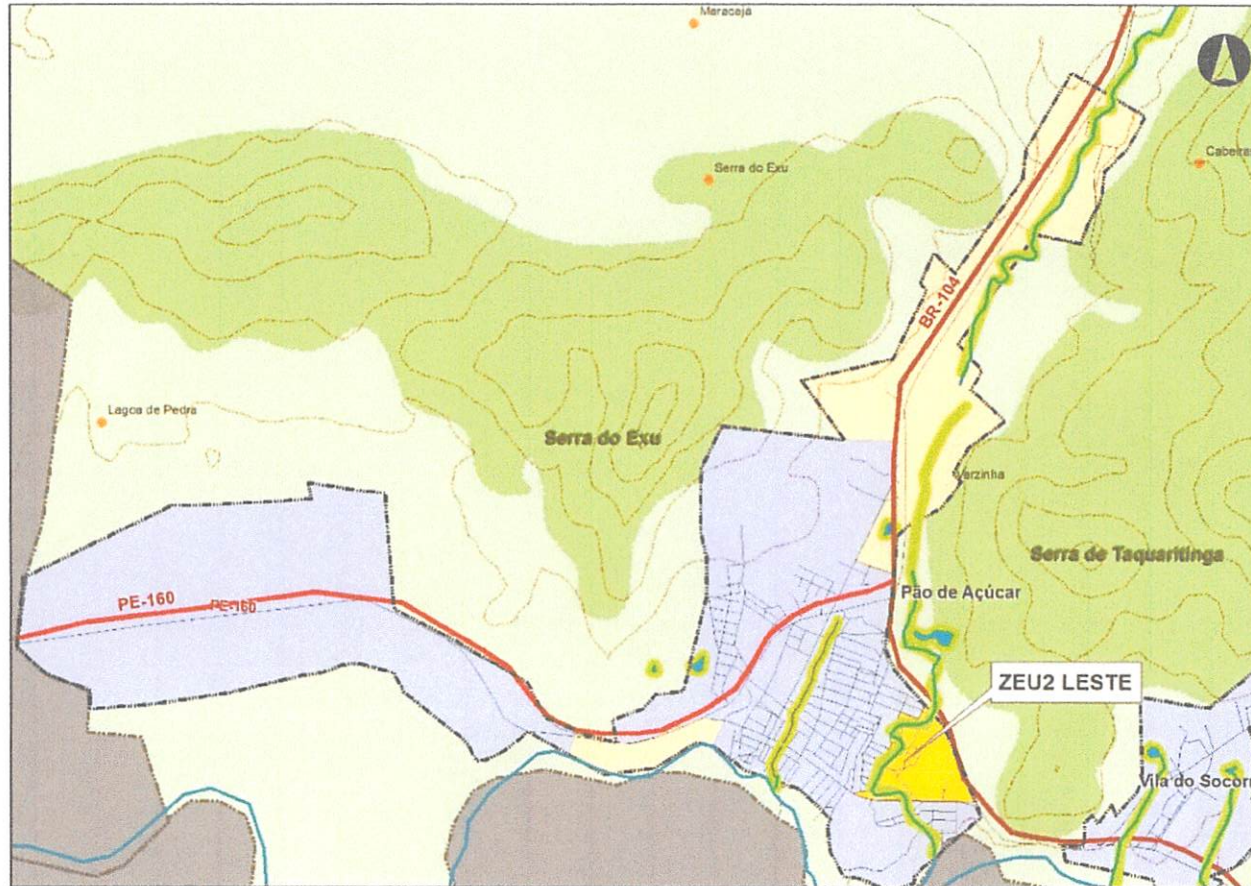 Maracajá
Serra do Exu
Cabeiras
BR-104
Lagoa de Pedra
Serra do Exu
Varzinha
Serra de Taquaritinga
PE-160
PE-160
Pão de Açúcar
ZEU2 LESTE
Vila do Socorr